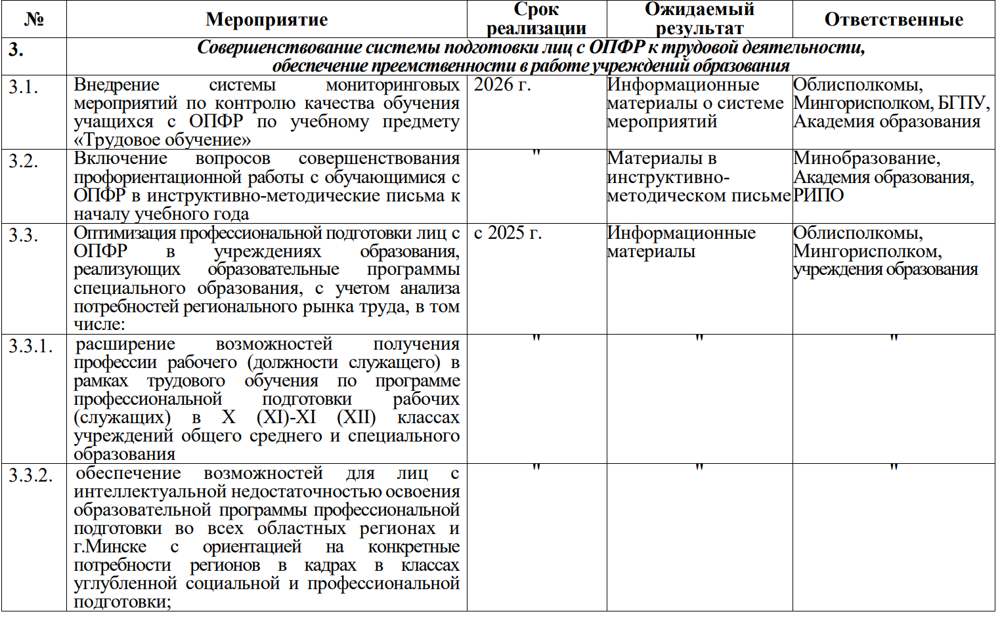 № Мероприятие Срок реализации Ожидаемый результат Ответственные
3. Совершенствование системы подготовки лиц с ОПФР к трудовой деятельности,
обеспечение преемственности в работе учреждений образования
3.1. Внедрение системы мониторинговых
мероприятий по контролю качества обучения
учащихся с ОПФР по учебному предмету
«Трудовое обучение»
2026 г.
Информационные
материалы о системе
мероприятий
Облисполкомы,
Мингорисполком, БГПУ,
Академия образования
3.2. Включение вопросов совершенствования
профориентационной работы с обучающимися с
ОПФР в инструктивно-методические письма к
началу учебного года
"
Материалы в
инструктивно-
методическом письме
Минобразование,
Академия образования,
РИПО
3.3. Оптимизация профессиональной подготовки лиц с
ОПФР в учреждениях образования,
реализующих образовательные программы
специального образования, с учетом анализа
потребностей регионального рынка труда, в том
числе:
с 2025 г.
Информационные
материалы
Облисполкомы,
Мингорисполком,
учреждения образования
3.3.1. расширение возможностей получения
профессии рабочего (должности служащего) в
рамках трудового обучения по программе
профессиональной подготовки рабочих
(служащих) в X (XI)-XI (XII) классах
учреждений общего среднего и специального
образования
" " "
3.3.2. обеспечение возможностей для лиц с
интеллектуальной недостаточностью освоения
образовательной программы профессиональной
подготовки во всех областных регионах и
г.Минске с ориентацией на конкретные
потребности регионов в кадрах в классах
углубленной социальной и профессиональной
подготовки;
" " "